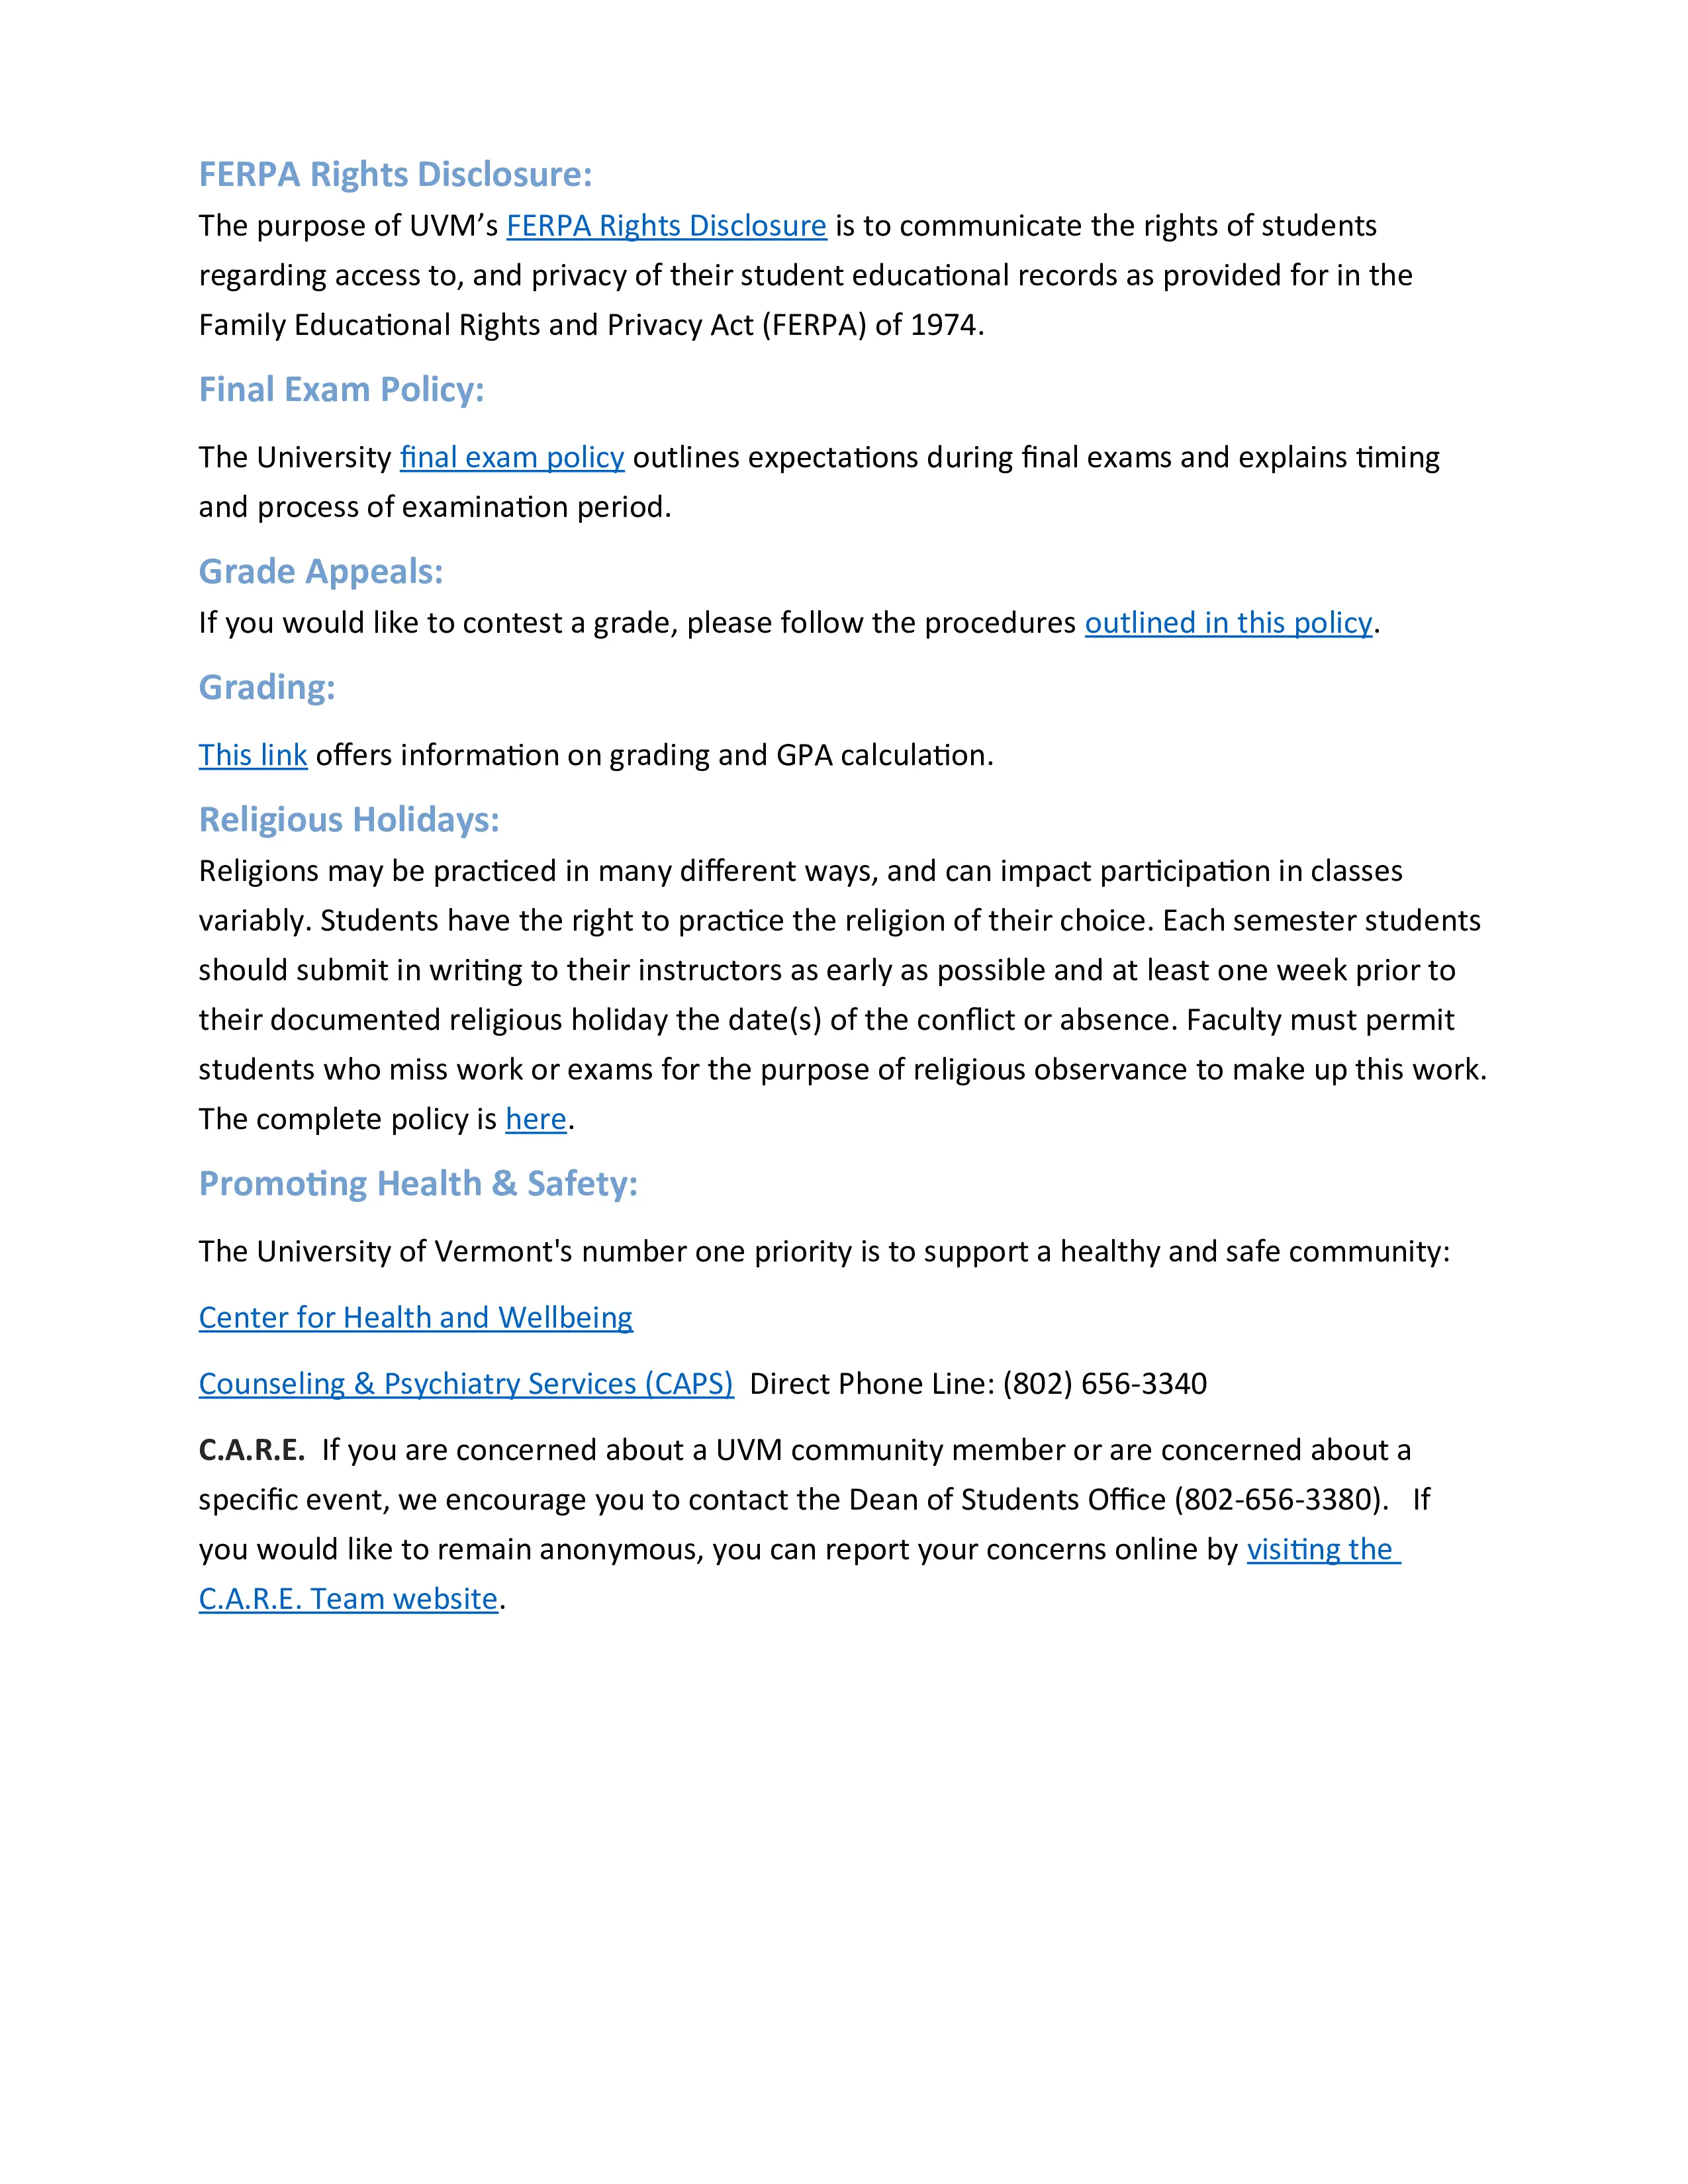 FERPA Rights Disclosure:
The purpose of UVM’s FERPA Rights Disclosure is to communicate the rights of students
regarding access to, and privacy of their student educational records as provided for in the
Family Educational Rights and Privacy Act (FERPA) of 1974.
Final Exam Policy:
The University final exam policy outlines expectations during final exams and explains timing
and process of examination period.
Grade Appeals:
If you would like to contest a grade, please follow the procedures outlined in this policy.
Grading:
This link offers information on grading and GPA calculation.
Religious Holidays:
Religions may be practiced in many different ways, and can impact participation in classes
variably. Students have the right to practice the religion of their choice. Each semester students
should submit in writing to their instructors as early as possible and at least one week prior to
their documented religious holiday the date(s) of the conflict or absence. Faculty must permit
students who miss work or exams for the purpose of religious observance to make up this work.
The complete policy is here.
Promoting Health & Safety:
The University of Vermont's number one priority is to support a healthy and safe community:
Center for Health and Wellbeing
Counseling & Psychiatry Services (CAPS)  Direct Phone Line: (802) 656-3340
C.A.R.E.  If you are concerned about a UVM community member or are concerned about a
specific event, we encourage you to contact the Dean of Students Office (802-656-3380).   If
you would like to remain anonymous, you can report your concerns online by visiting the
C.A.R.E. Team website.